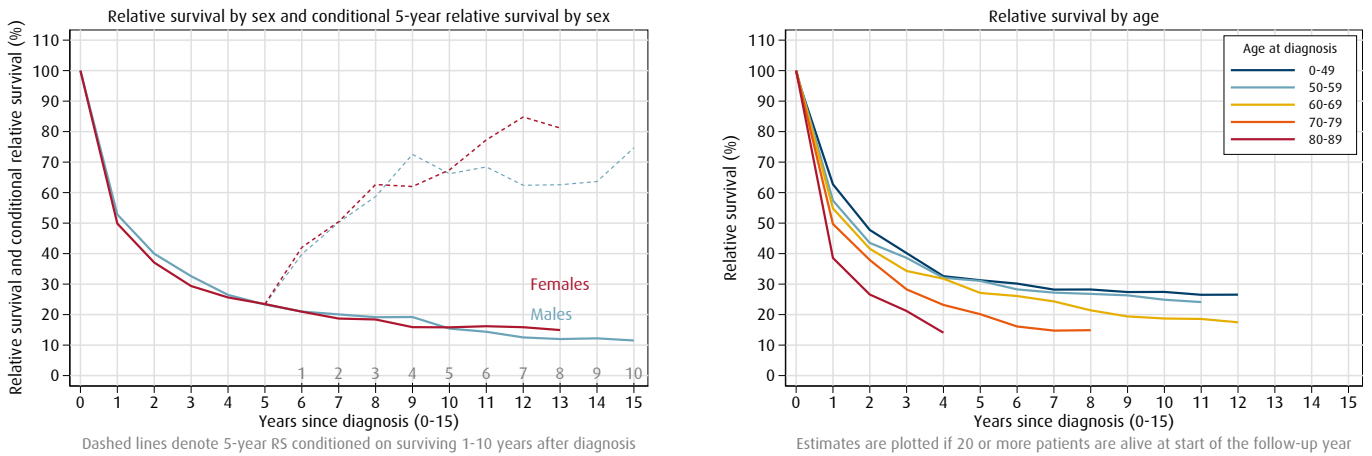 Relative survival by sex and conditional 5-year relative survival by sex
Relative survival and conditional relative survival (%)
110
100
90
80
70
60
50
40
30
20
10
0
Females
Males
1 2 3 4 5 6 7 8 9 10
0 1 2 3 4 5 6 7 8 9 10 11 12 13 14 15
Years since diagnosis (0-15)
Dashed lines denote 5-year RS conditioned on surviving 1-10 years after diagnosis
Relative survival by age
Relative survival (%)
110
100
90
80
70
60
50
40
30
20
10
0
Age at diagnosis
0-49
50-59
60-69
70-79
80-89
0 1 2 3 4 5 6 7 8 9 10 11 12 13 14 15
Years since diagnosis (0-15)
Estimates are plotted if 20 or more patients are alive at start of the follow-up year